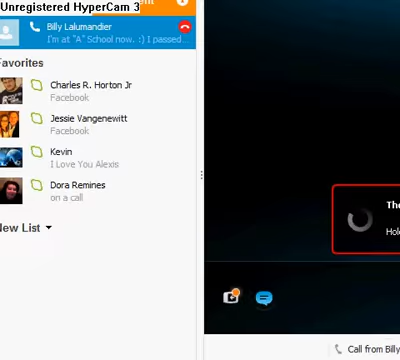 Unregistered HyperCam 3
Billy Lalumandier
I'm at "A" School now. :) I passed
Favorites
Charles R. Horton Jr
Facebook
Jessie Vangenewitt
Facebook
Kevin
I Love You Alexis
Dora Remines
on a call
New List
Call from Billy